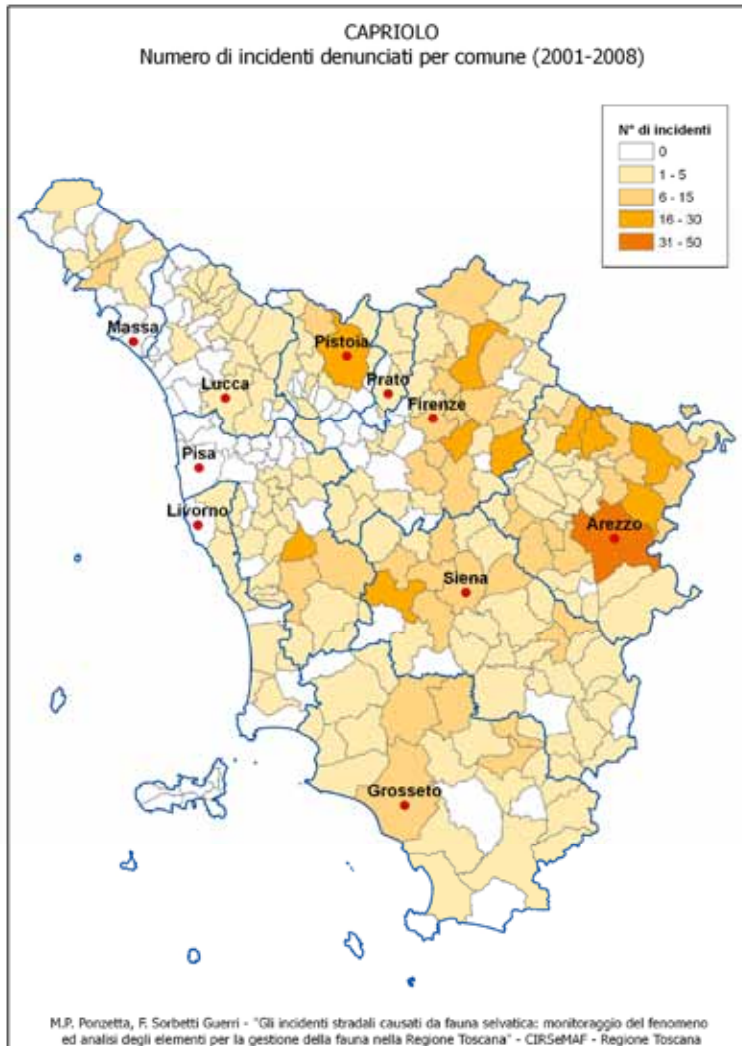 CAPRIOLO
Numero di incidenti denunciati per comune (2001-2008)
N° di incidenti
0
1 - 5
6 - 15
16 - 30
31 - 50
Massa
Pistoia
Lucca
Prato
Firenze
Pisa
Livorno
Arezzo
Siena
Grosseto
M.P. Ponzetta, F. Sorbetti Guerri - "Gli incidenti stradali causati da fauna selvatica: monitoraggio del fenomeno
ed analisi degli elementi per la gestione della fauna nella Regione Toscana" - CIRSeMAF - Regione Toscana